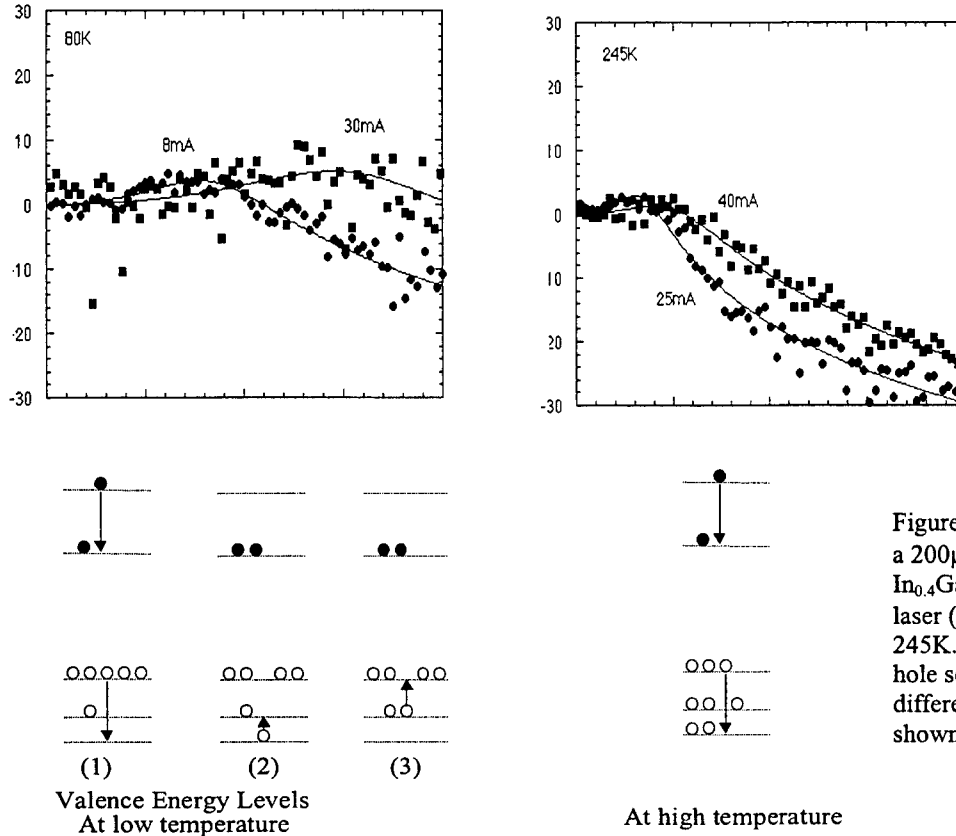 30
80K
20
30mA
10
8mA
0
-10
-20
-30
30
245K
20
10
40mA
0
10
25mA
20
-30
(1) (2) (3)
Valence Energy Levels
At low temperature
At high temperature
Figure
a 200μ
In0.4Ga
laser (
245K.
hole so
differe
shown